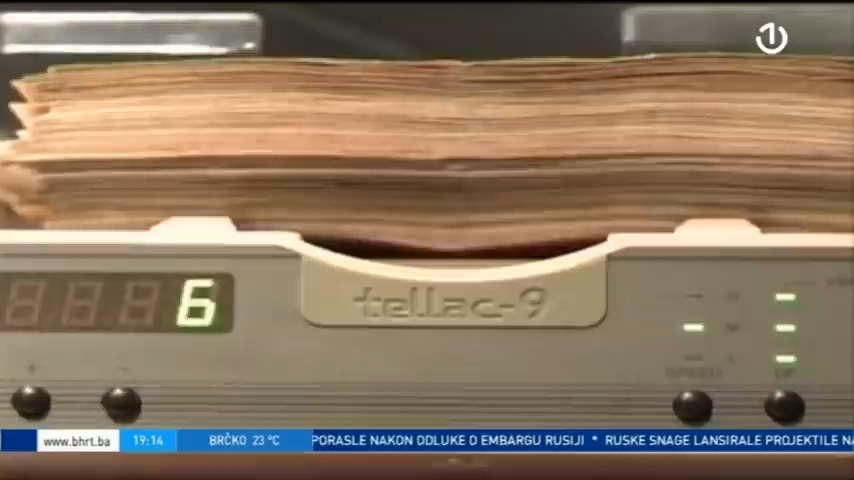 1
6
tellac-9
+ -
SPEED
www.bhrt.ba 19:14 BRČKO 23 °C PORASLE NAKON ODLUKE O EMBARGU RUSIJI * RUSKE SNAGE LANSIRALE PROJEKTILE NA